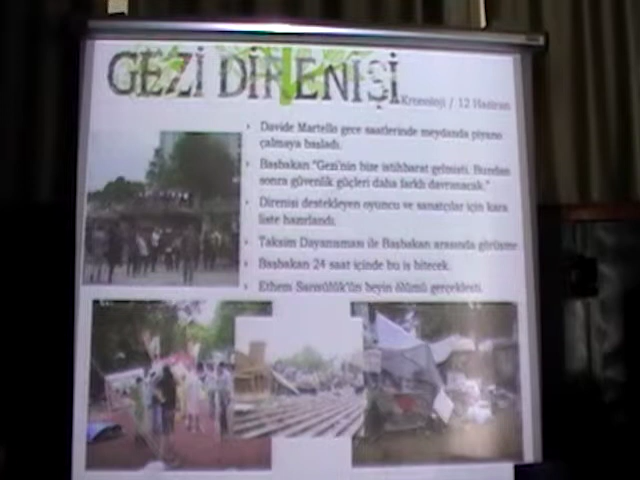 GEZİ DİRENİŞİ
Kronoloji / 12 Haziran
Davide Martello gece saatlerinde meydanda piyano
çalmaya başladı.
Başbakan "Gezi'nin bize istihbarat gelmişti. Bundan
sonra güvenlik güçleri daha farklı davranacak."
Direnişi destekleyen oyuncu ve sanatçılar için kara
liste hazırlandı.
Taksim Dayanışması ile Başbakan arasında görüşme
Başbakan 24 saat içinde bu iş bitecek.
Ethem Sarısülük'ün beyin ölümü gerçekleşti.